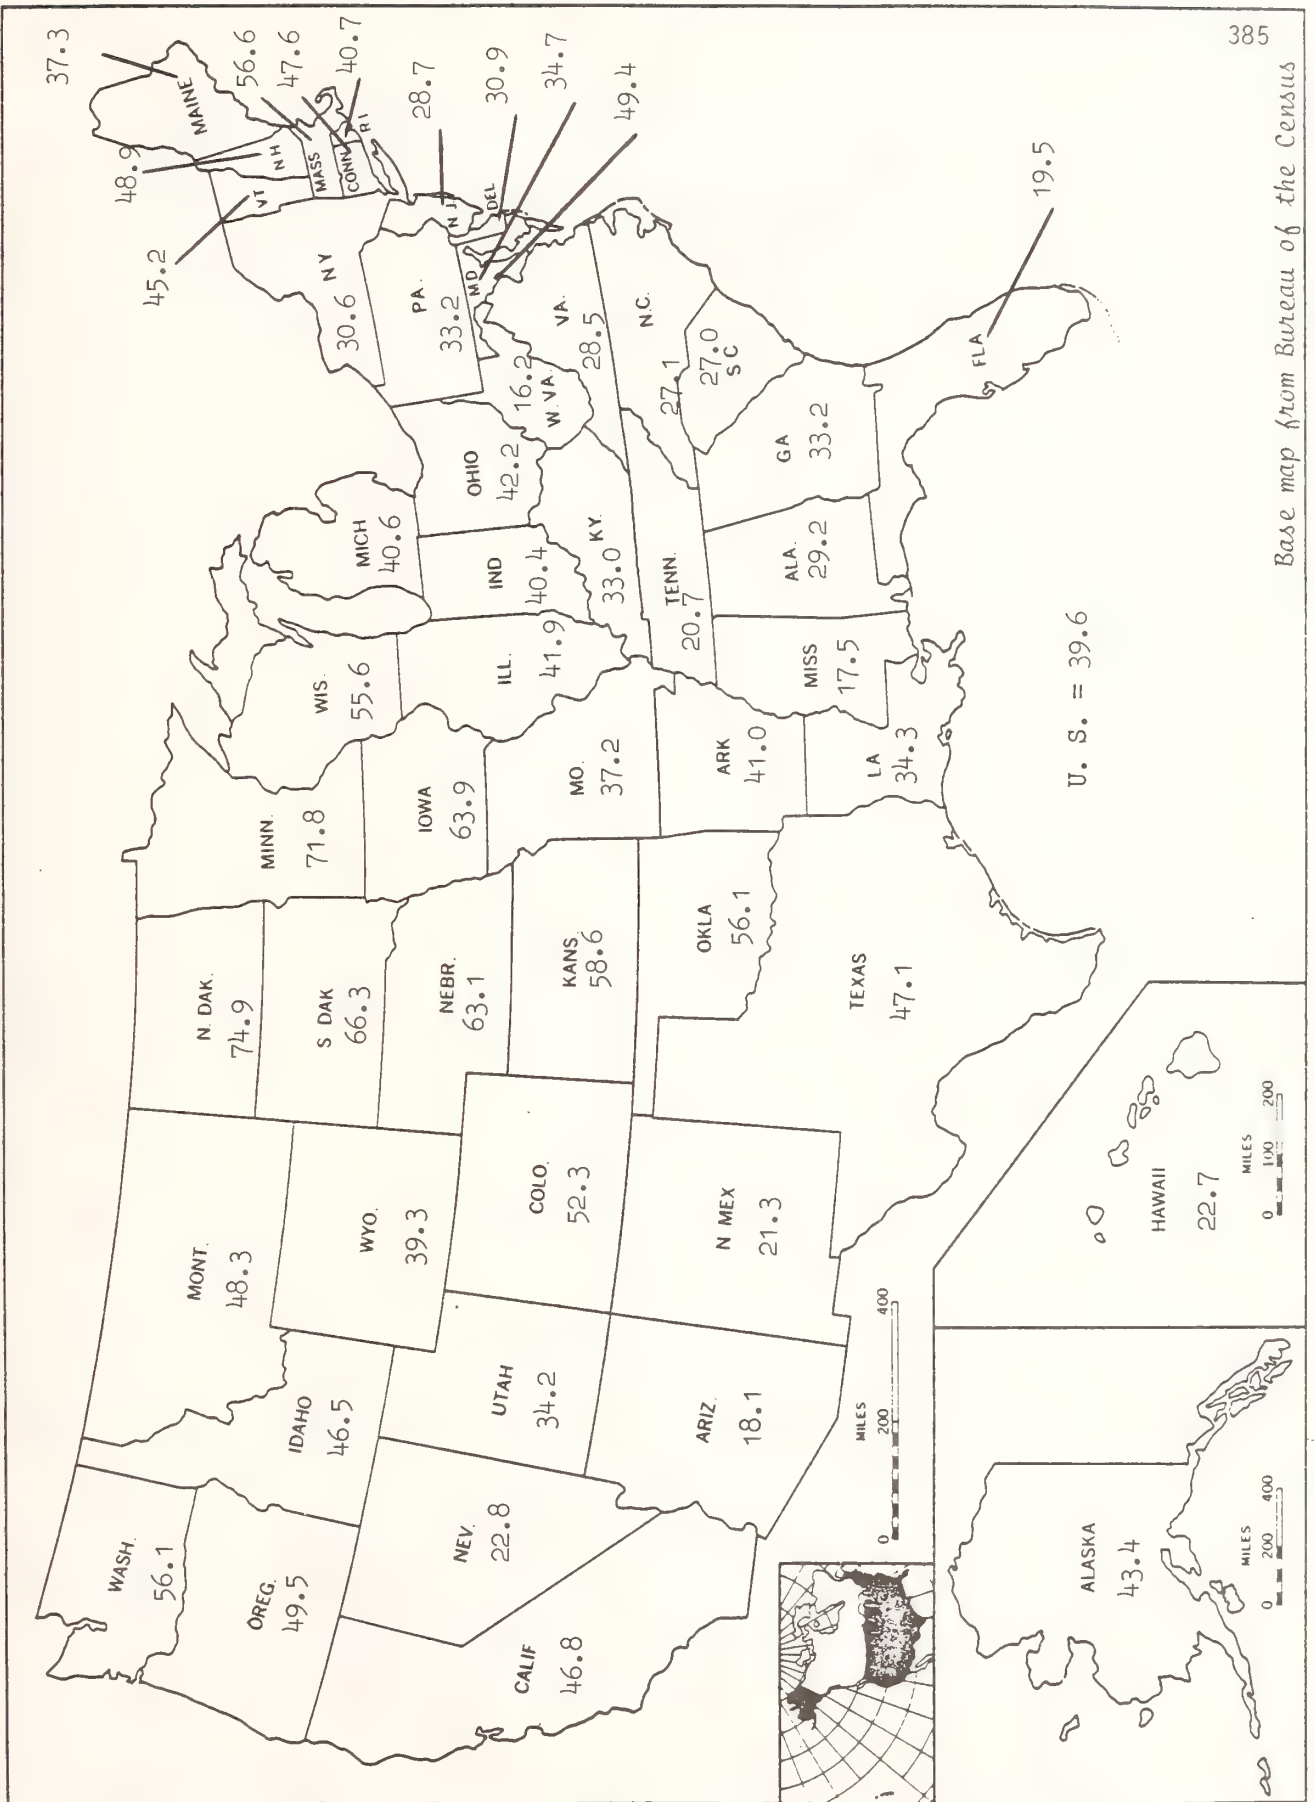 385
WASH.
56.1
OREG.
49.5
CALIF
46.8
NEV.
22.8
IDAHO
46.5
MONT.
48.3
WYO.
39.3
UTAH
34.2
COLO.
52.3
ARIZ.
18.1
N MEX
21.3
N. DAK.
74.9
S DAK
66.3
NEBR.
63.1
KANS
58.6
OKLA
56.1
TEXAS
47.1
MINN.
71.8
IOWA
63.9
MO.
37.2
ARK
41.0
LA
34.3
WIS.
55.6
ILL.
41.9
MICH
40.6
IND
40.4
OHIO
42.2
KY.
33.0
TENN.
20.7
MISS
17.5
ALA.
29.2
GA
33.2
FLA
19.5
27.0
S C
N.C.
27.1
VA.
28.5
16.2
W.VA.
PA.
33.2
NY
30.6
VT
45.2
NH
48.9
MAINE
37.3
MASS
56.6
CONN
47.6
RI
40.7
N J
28.7
DEL
30.9
MD
34.7
49.4
U. S. = 39.6
MILES
0 200 400
ALASKA
43.4
MILES
0 200 400
HAWAII
22.7
MILES
0 100 200
Base map from Bureau of the Census